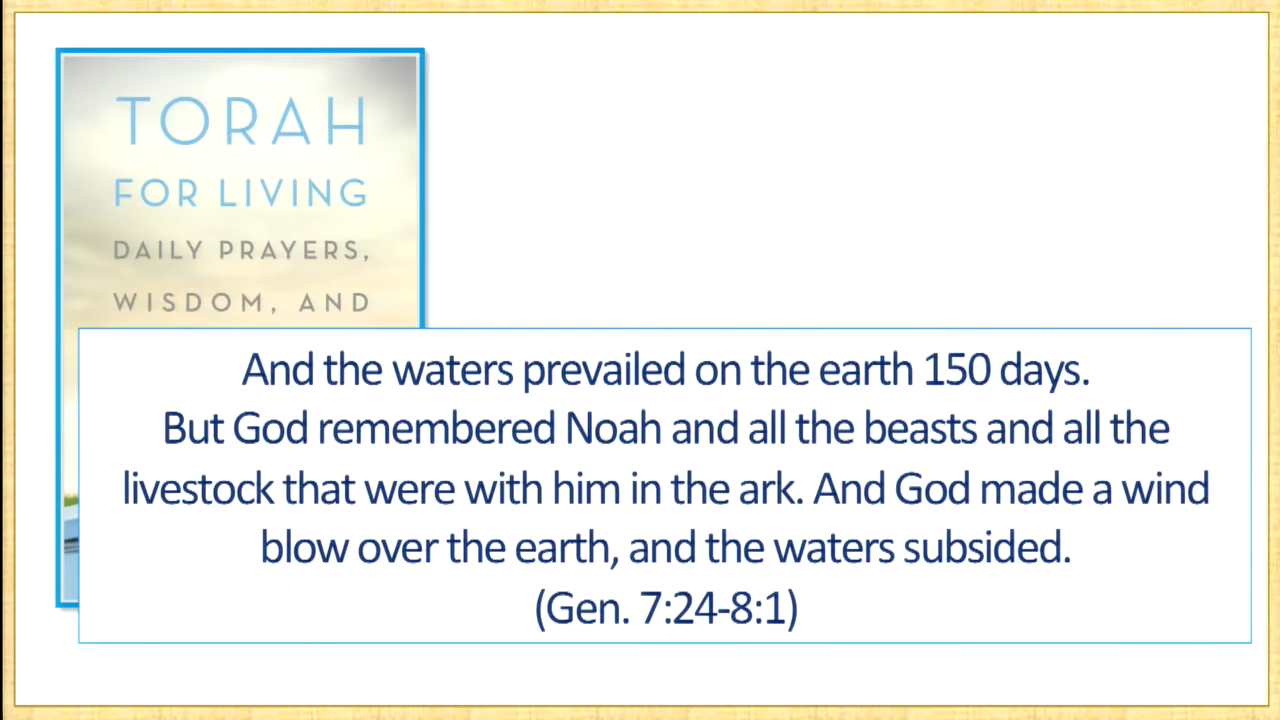 TORAH
FOR LIVING
DAILY PRAYERS,
WISDOM, AND
And the waters prevailed on the earth 150 days.
But God remembered Noah and all the beasts and all the
livestock that were with him in the ark. And God made a wind
blow over the earth, and the waters subsided.
(Gen. 7:24-8:1)